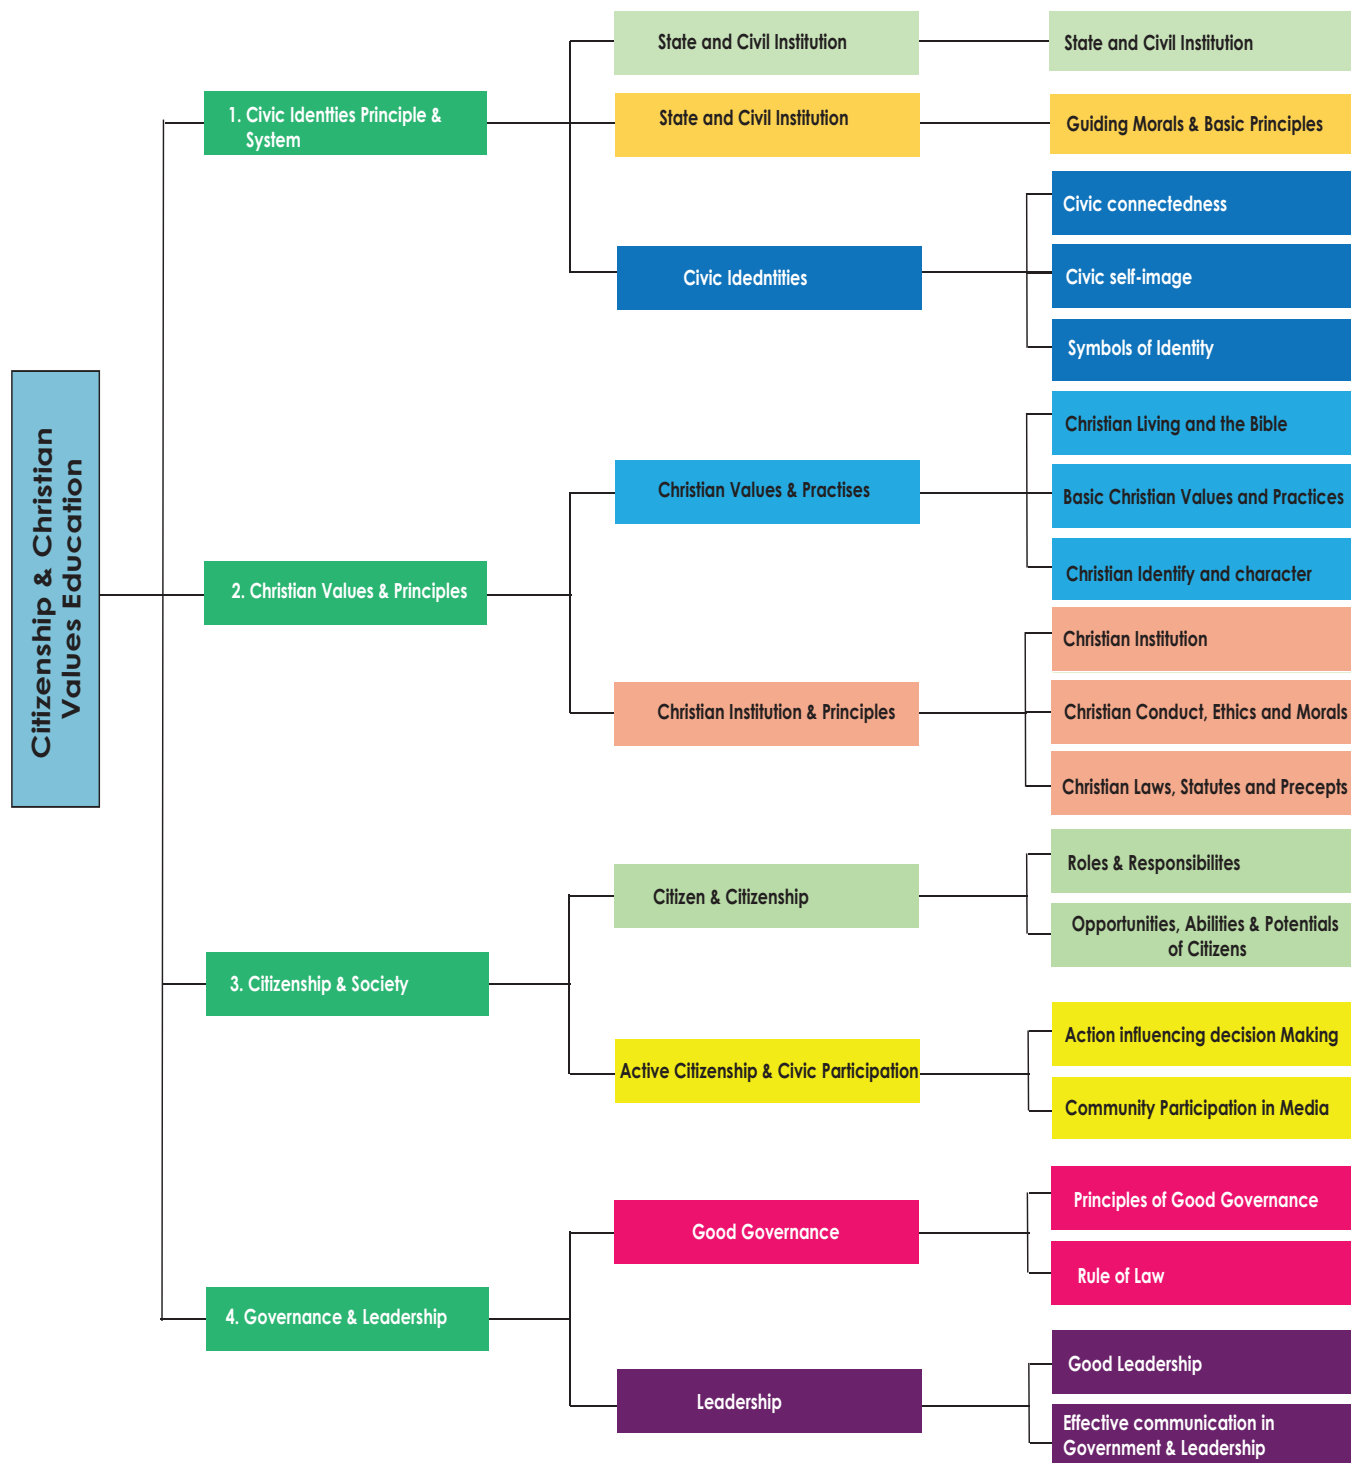 Citizenship & Christian
Values Education
1. Civic Identties Principle &
System
State and Civil Institution
State and Civil Institution
State and Civil Institution
Guiding Morals & Basic Principles
Civic Idedntities
Civic connectedness
Civic self-image
Symbols of Identity
2. Christian Values & Principles
Christian Values & Practises
Christian Living and the Bible
Basic Christian Values and Practices
Christian Identify and character
Christian Institution & Principles
Christian Institution
Christian Conduct, Ethics and Morals
Christian Laws, Statutes and Precepts
3. Citizenship & Society
Citizen & Citizenship
Roles & Responsibilites
Opportunities, Abilities & Potentials
of Citizens
Active Citizenship & Civic Participation
Action influencing decision Making
Community Participation in Media
4. Governance & Leadership
Good Governance
Principles of Good Governance
Rule of Law
Leadership
Good Leadership
Effective communication in
Government & Leadership